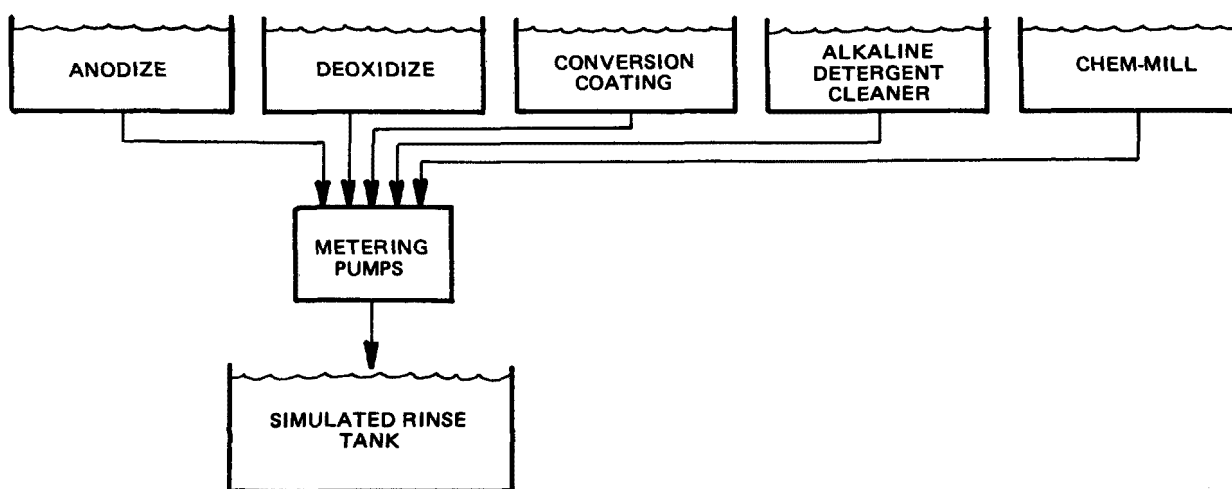 ANODIZE
DEOXIDIZE
CONVERSION
COATING
ALKALINE
DETERGENT
CLEANER
CHEM-MILL
METERING
PUMPS
SIMULATED RINSE
TANK